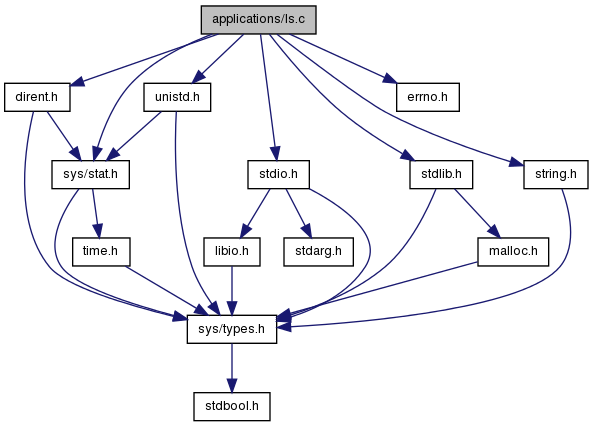 applications/ls.c
dirent.h
unistd.h
errno.h
sys/stat.h
stdio.h
stdlib.h
string.h
time.h
libio.h
stdarg.h
malloc.h
sys/types.h
stdbool.h